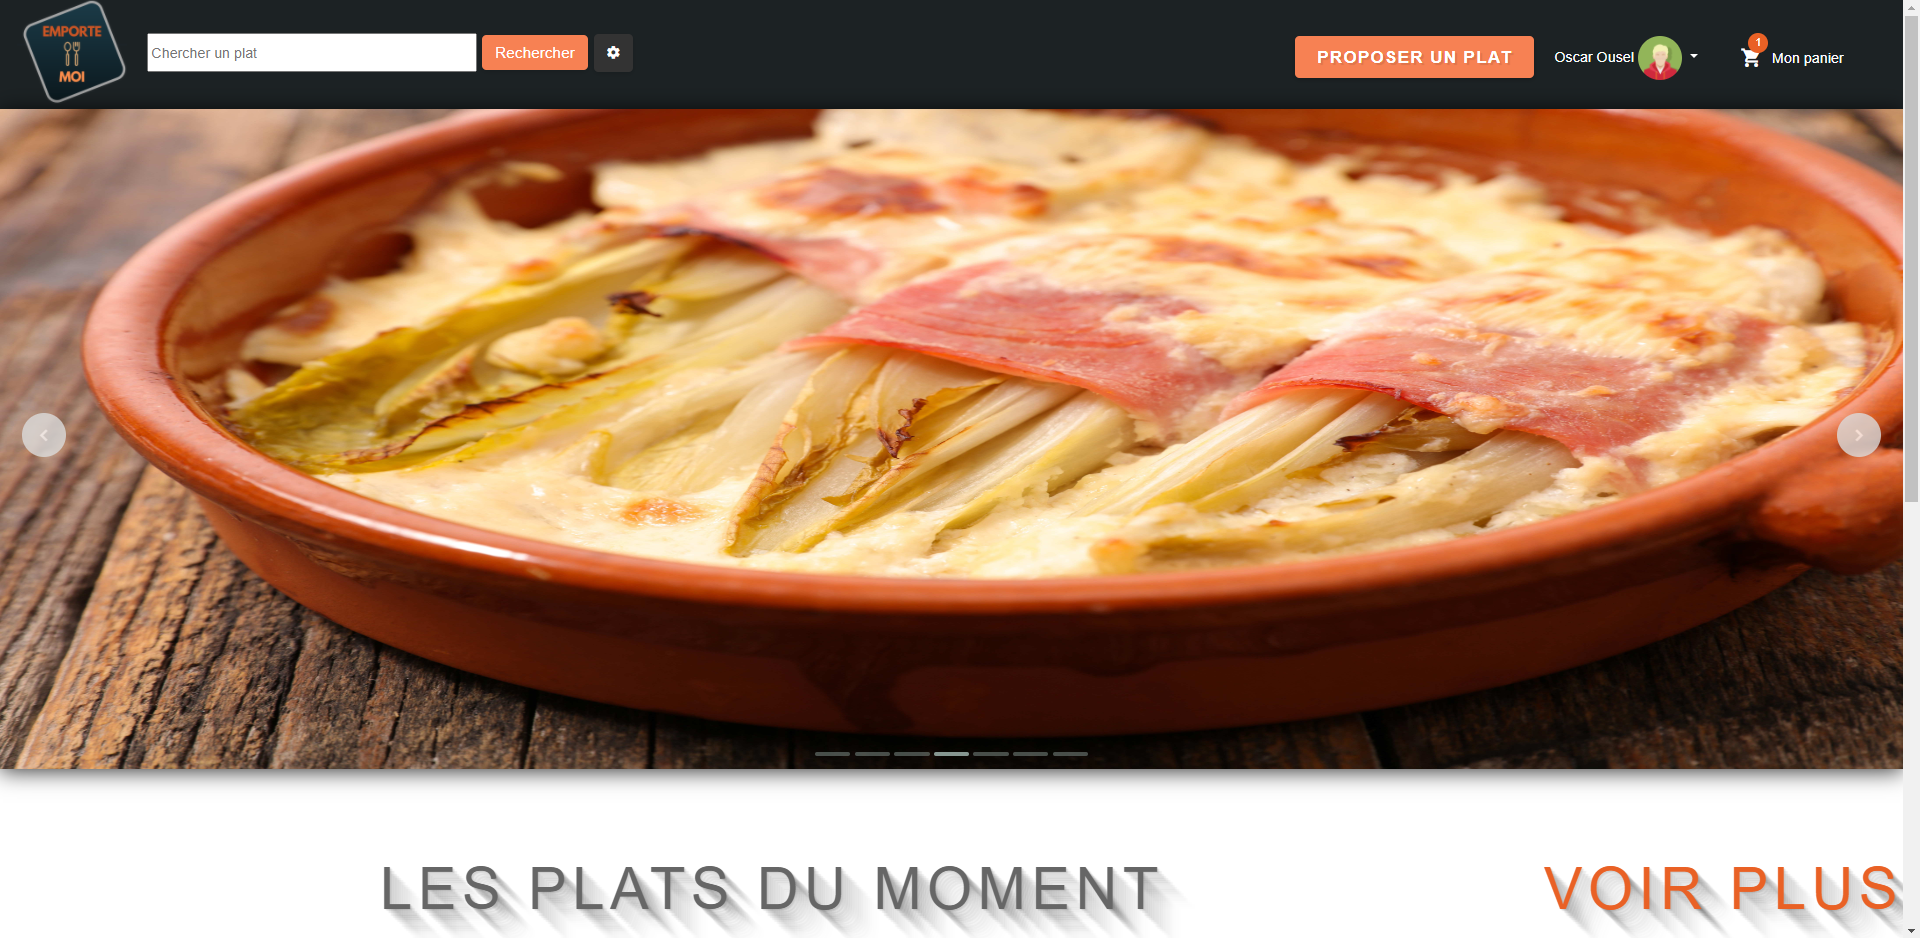 EMPORTE
MOI
Chercher un plat
Rechercher
PROPOSER UN PLAT
Oscar Ousel
1
Mon panier
LES PLATS DU MOMENT
VOIR PLUS